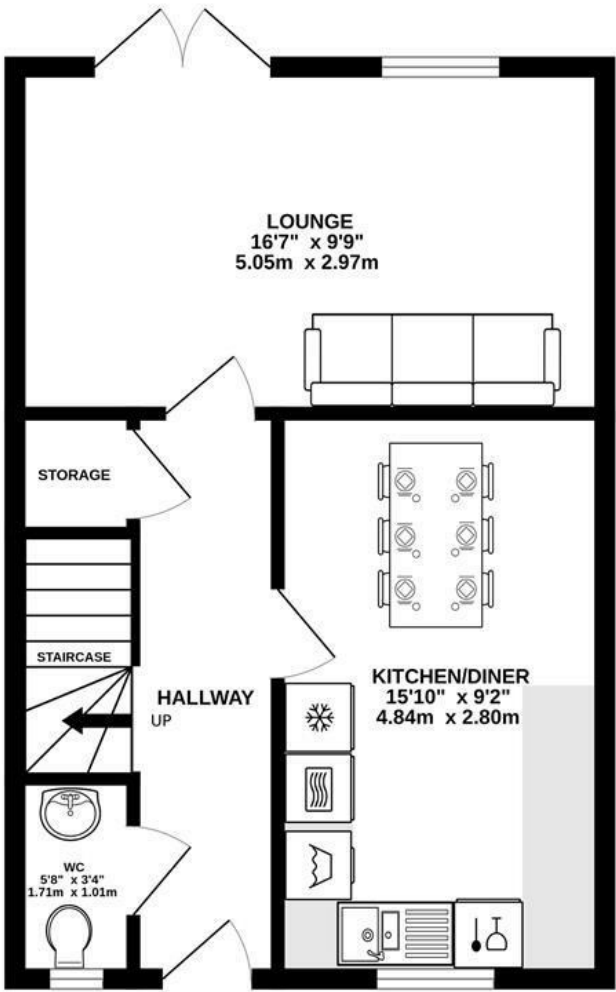 LOUNGE
16'7" x 9'9"
5.05m x 2.97m
STORAGE
STAIRCASE
HALLWAY
UP
KITCHEN/DINER
15'10" x 9'2"
4.84m x 2.80m
WC
5'8" x 3'4"
1.71m x 1.01m